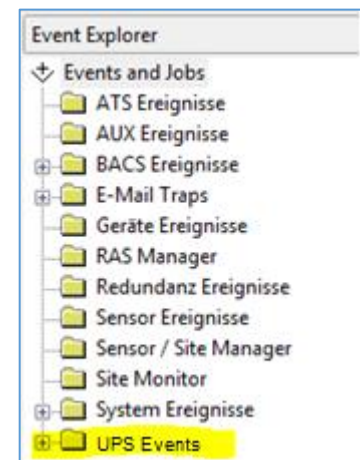 Event Explorer
Events and Jobs
ATS Ereignisse
AUX Ereignisse
BACS Ereignisse
E-Mail Traps
Geräte Ereignisse
RAS Manager
Redundanz Ereignisse
Sensor Ereignisse
Sensor / Site Manager
Site Monitor
System Ereignisse
UPS Events